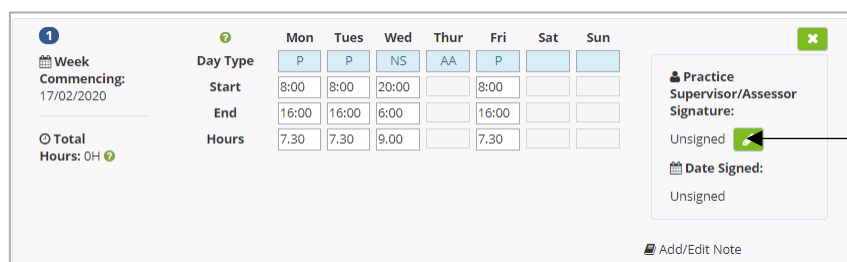 1
Week Commencing:
17/02/2020
Total Hours: 0H
Mon Tues Wed Thur Fri Sat Sun
Day Type P P NS AA P
Start 8:00 8:00 20:00 8:00
End 16:00 16:00 6:00 16:00
Hours 7.30 7.30 9.00 7.30
Practice
Supervisor/Assessor
Signature:
Unsigned
Date Signed:
Unsigned
Add/Edit Note